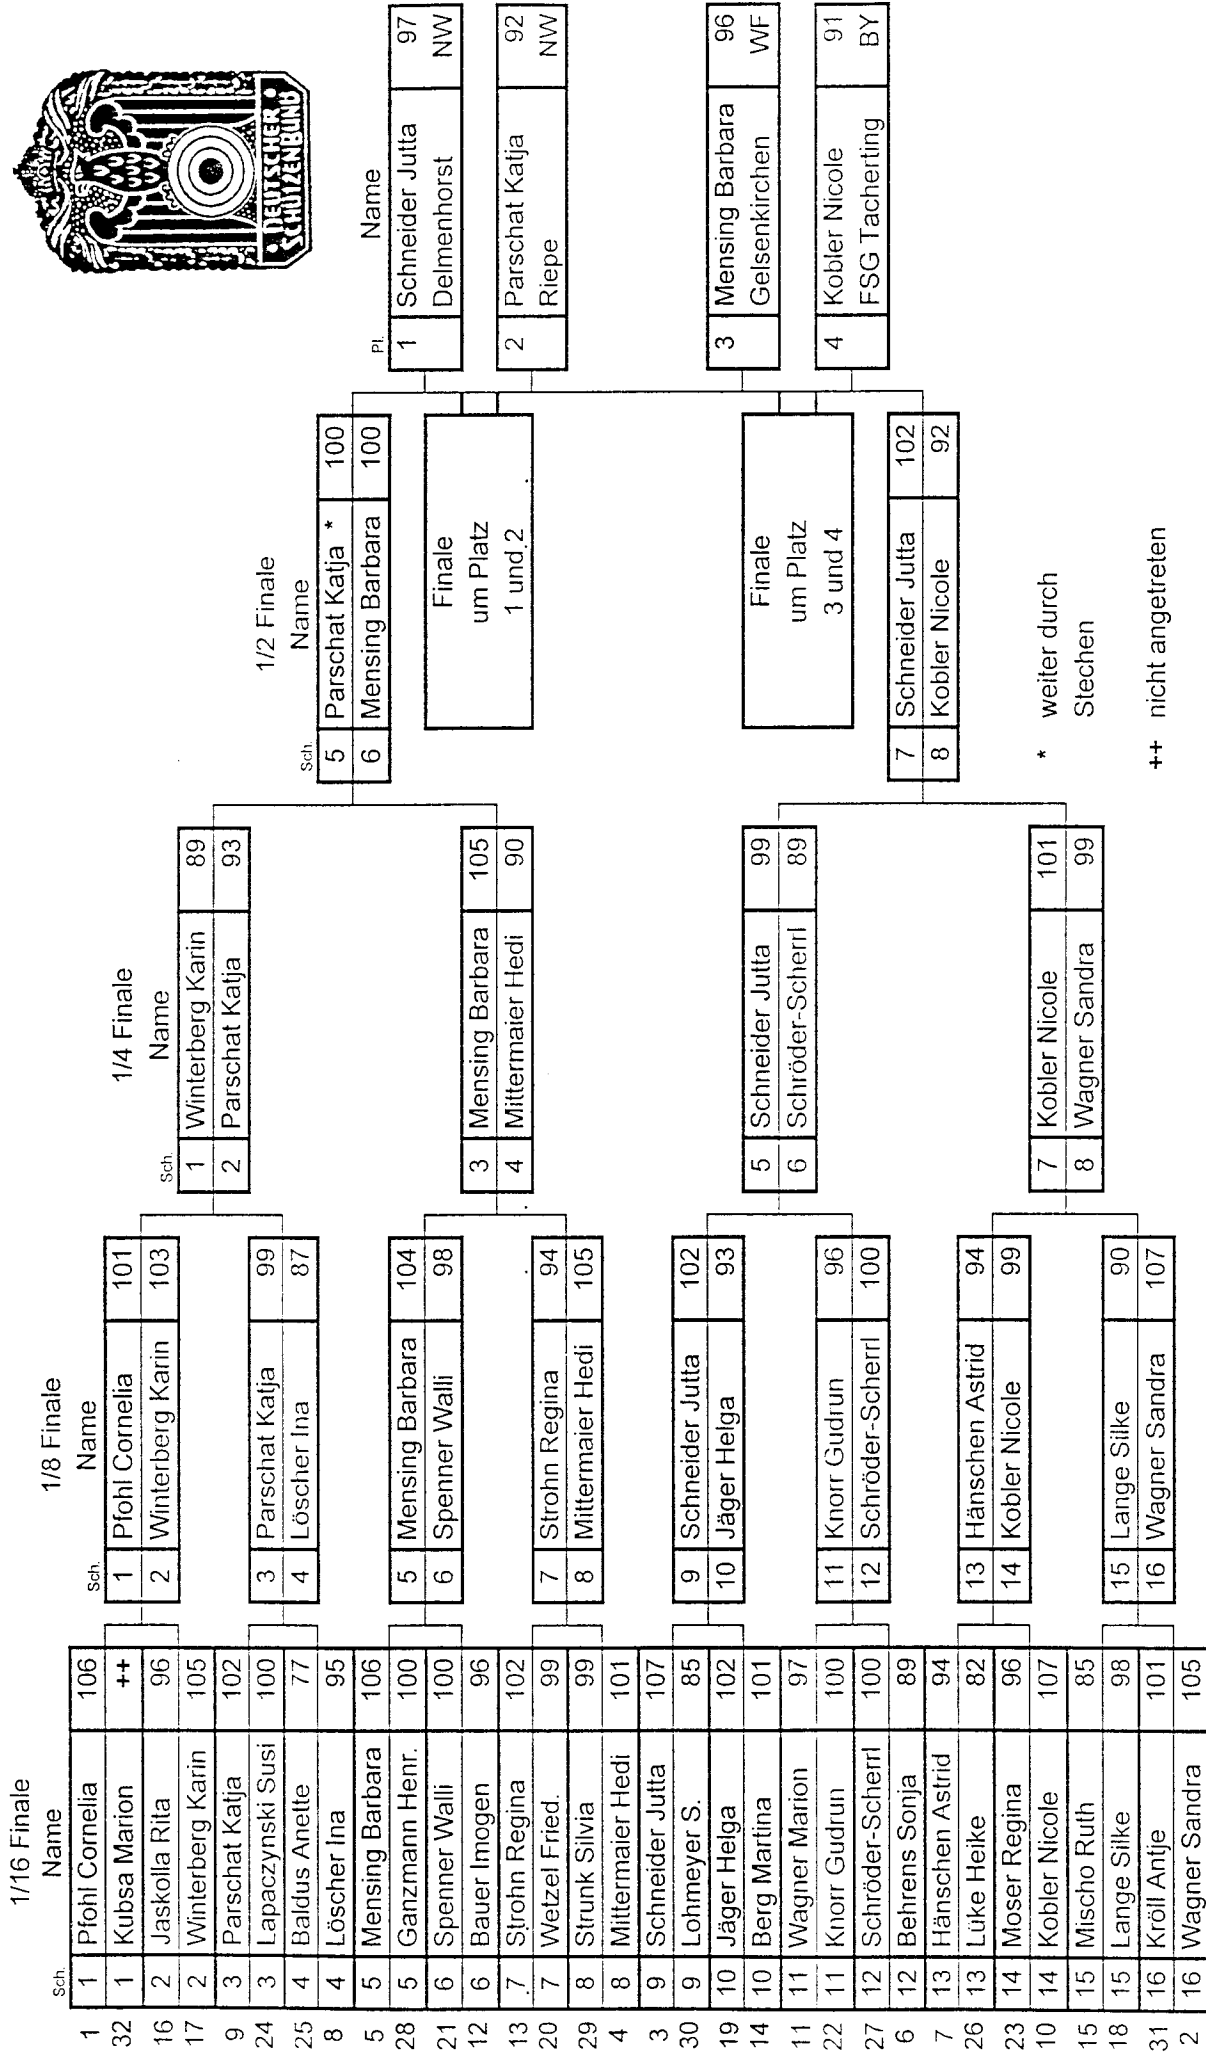 1/16 Finale
Sch. Name
1 1 Pfohl Cornelia 106
32 1 Kubsa Marion ++
16 2 Jaskolla Rita 96
17 2 Winterberg Karin 105
9 3 Parschat Katja 102
24 3 Lapaczynski Susi 100
25 4 Baldus Anette 77
8 4 Löscher Ina 95
5 5 Mensing Barbara 106
28 5 Ganzmann Henr. 100
21 6 Spenner Walli 100
12 6 Bauer Imogen 96
13 7 Strohn Regina 102
20 7 Wetzel Fried. 99
29 8 Strunk Silvia 99
4 8 Mittermaier Hedi 101
3 9 Schneider Jutta 107
30 9 Lohmeyer S. 85
19 10 Jäger Helga 102
14 10 Berg Martina 101
11 11 Wagner Marion 97
22 11 Knorr Gudrun 100
27 12 Schröder-Scherrl 100
6 12 Behrens Sonja 89
7 13 Hänschen Astrid 94
26 13 Lüke Heike 82
23 14 Moser Regina 96
10 14 Kobler Nicole 107
15 15 Mischo Ruth 85
18 15 Lange Silke 98
31 16 Kröll Antje 101
2 16 Wagner Sandra 105
1/8 Finale
Sch. Name
1 Pfohl Cornelia 101
2 Winterberg Karin 103
3 Parschat Katja 99
4 Löscher Ina 87
5 Mensing Barbara 104
6 Spenner Walli 98
7 Strohn Regina 94
8 Mittermaier Hedi 105
9 Schneider Jutta 102
10 Jäger Helga 93
11 Knorr Gudrun 96
12 Schröder-Scherrl 100
13 Hänschen Astrid 94
14 Kobler Nicole 99
15 Lange Silke 90
16 Wagner Sandra 107
1/4 Finale
Sch. Name
1 Winterberg Karin 89
2 Parschat Katja 93
3 Mensing Barbara 105
4 Mittermaier Hedi 90
5 Schneider Jutta 99
6 Schröder-Scherrl 89
7 Kobler Nicole 101
8 Wagner Sandra 99
1/2 Finale
Sch. Name
5 Parschat Katja * 100
6 Mensing Barbara 100
Finale
um Platz
1 und 2
Finale
um Platz
3 und 4
7 Schneider Jutta 102
8 Kobler Nicole 92
* weiter durch
Stechen
++ nicht angetreten
• DEUTSCHER •
SCHÜTZENBUND
Pl. Name
1 Schneider Jutta 97
Delmenhorst NW
2 Parschat Katja 92
Riepe NW
3 Mensing Barbara 96
Gelsenkirchen WF
4 Kobler Nicole 91
FSG Tacherting BY